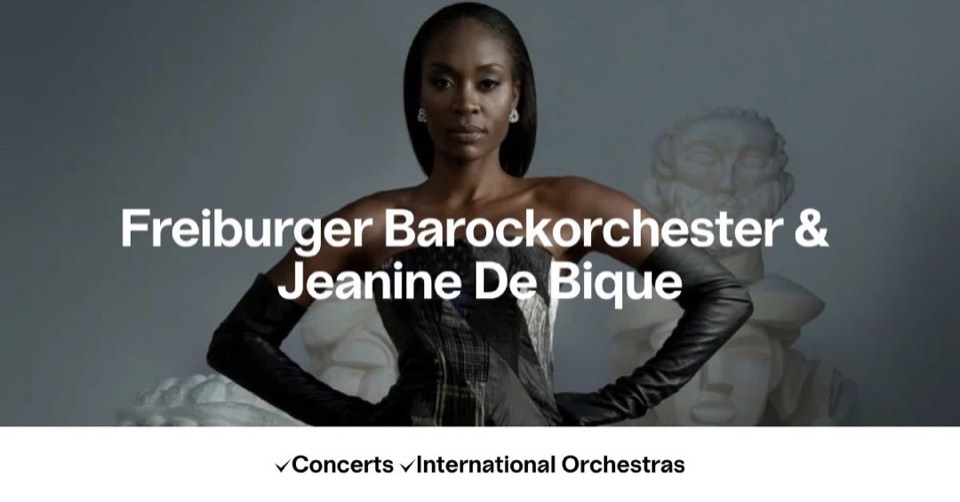 Freiburger Barockorchester &
Jeanine De Bique
✓Concerts ✓International Orchestras